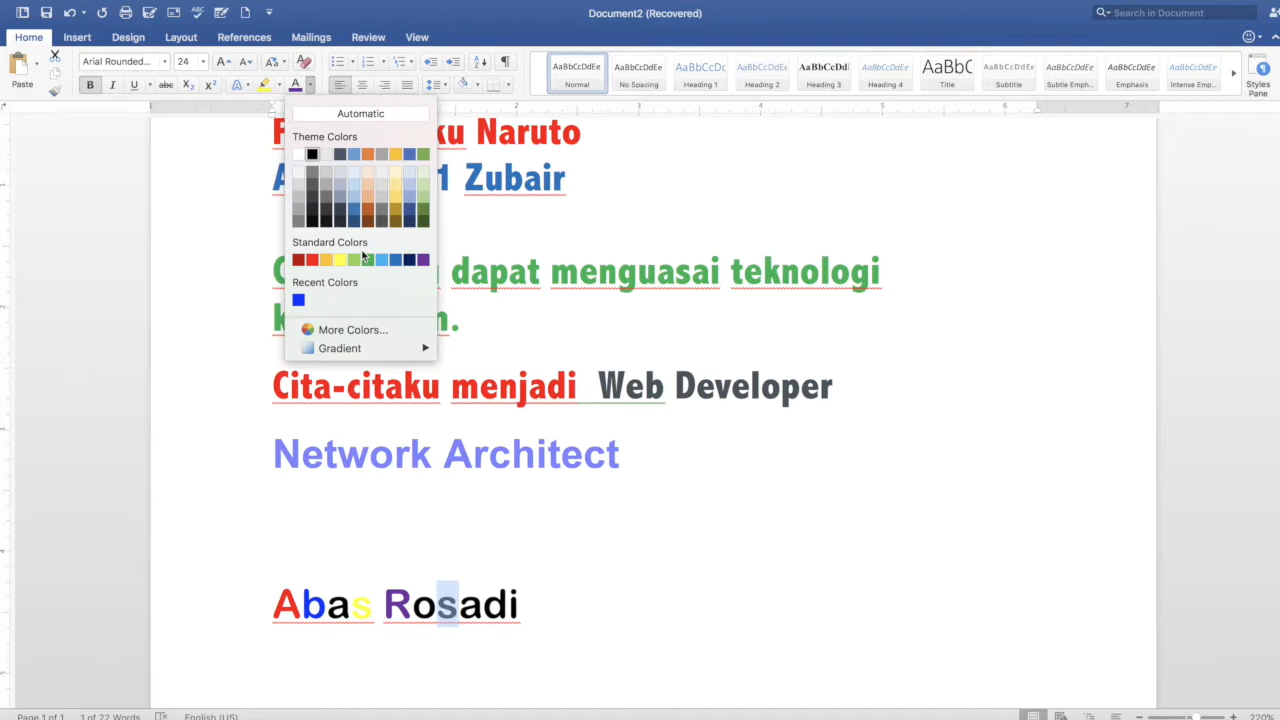 Document2 (Recovered)
Search in Document
Home Insert Design Layout References Mailings Review View
Arial Rounded... 24
Paste
AaBbCcDdEe AaBbCcDdEe AaBbCcDc AaBbCcDdEe AaBbCcDdI AaBbCcDdEe AaBbC AaBbCcDdEe AaBbCcDdEe AaBbCcDdEe AaBbCcDdEe
Normal No Spacing Heading 1 Heading 2 Heading 3 Heading 4 Title Subtitle Subtle Emph... Emphasis Intense Emp...
Styles
Pane
Automatic
Theme Colors
Standard Colors
Recent Colors
More Colors...
Gradient
Naruto
1 Zubair
dapat menguasai teknologi
Cita-citaku menjadi Web Developer
Network Architect
Abas Rosadi
Page 1 of 1 1 of 22 Words English (US) 220%